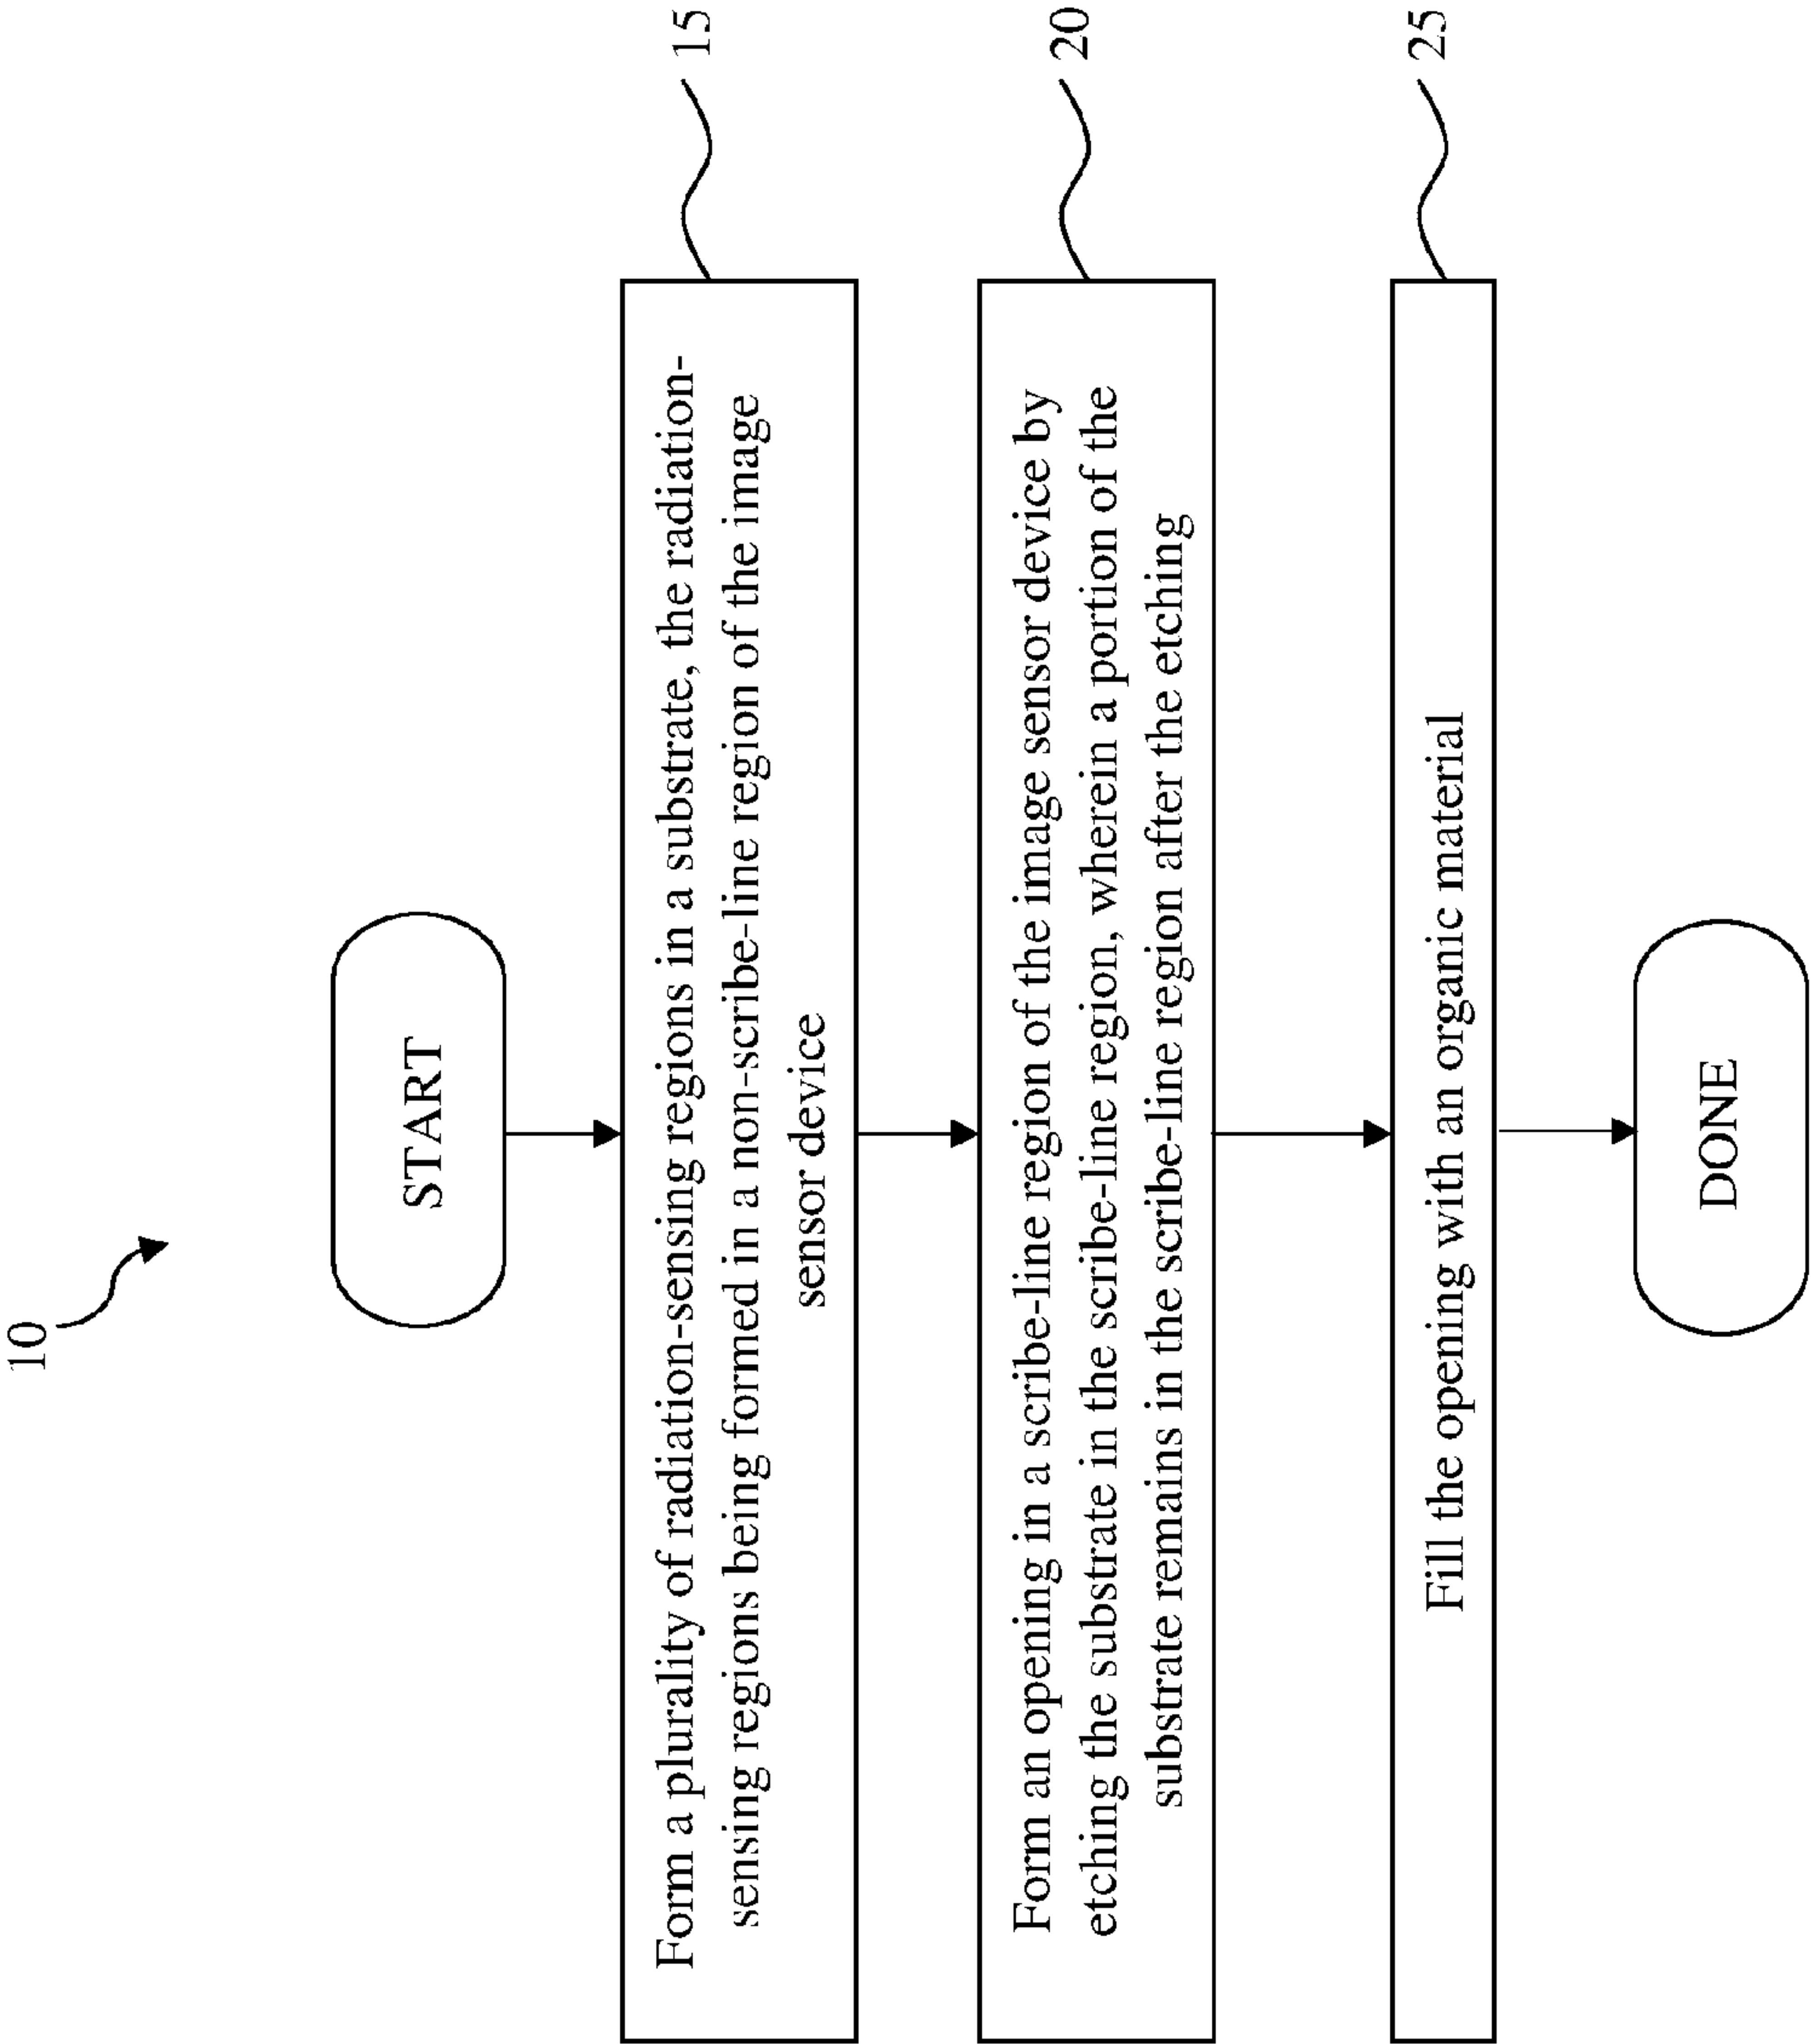 10
START
Form a plurality of radiation-sensing regions in a substrate, the radiation-
sensing regions being formed in a non-scribe-line region of the image
sensor device
15
Form an opening in a scribe-line region of the image sensor device by
etching the substrate in the scribe-line region, wherein a portion of the
substrate remains in the scribe-line region after the etching
20
Fill the opening with an organic material
25
DONE